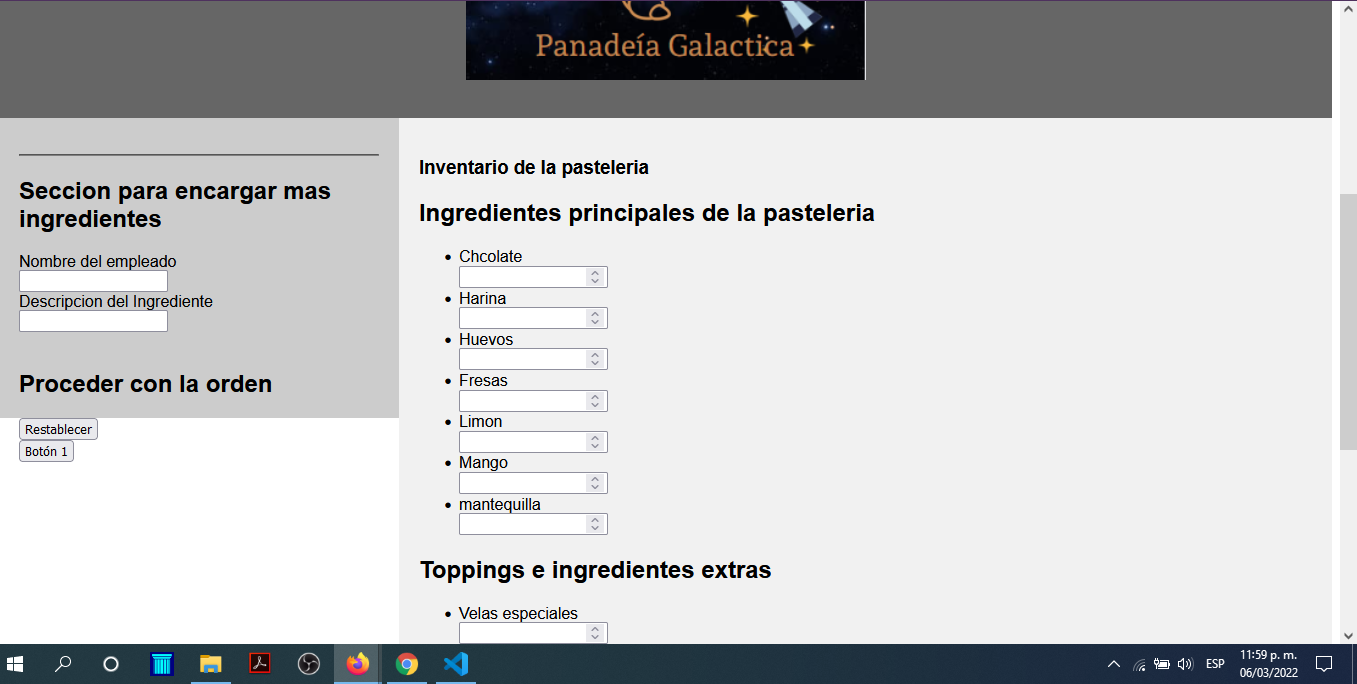 Panadeía Galactica
Seccion para encargar mas
ingredientes
Nombre del empleado
Descripcion del Ingrediente
Proceder con la orden
Restablecer
Botón 1
Inventario de la pasteleria
Ingredientes principales de la pasteleria
Chcolate
Harina
Huevos
Fresas
Limon
Mango
mantequilla
Toppings e ingredientes extras
Velas especiales
ESP
11:59 p. m.
06/03/2022